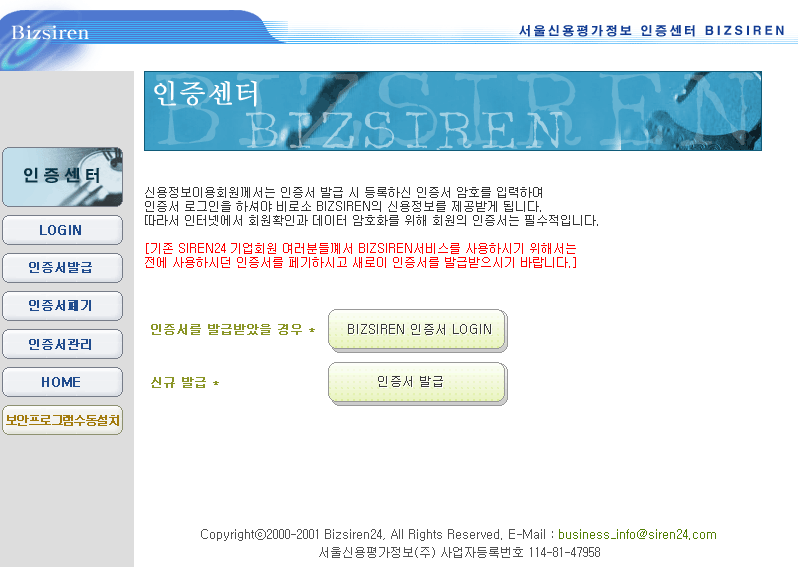 Bizsiren
서울신용평가정보 인증센터 BIZSIREN
인증센터
BIZSIREN
BIZSIREN
인증센터
LOGIN
인증서발급
인증서폐기
인증서관리
HOME
보안프로그램수동설치
신용정보이용회원께서는 인증서 발급 시 등록하신 인증서 암호를 입력하여
인증서 로그인을 하셔야 비로소 BIZSIREN의 신용정보를 제공받게 됩니다.
따라서 인터넷에서 회원확인과 데이터 암호화를 위해 회원의 인증서는 필수적입니다.
[기존 SIREN24 기업회원 여러분들께서 BIZSIREN서비스를 사용하시기 위해서는
전에 사용하시던 인증서를 폐기하시고 새로이 인증서를 발급받으시기 바랍니다.]
인증서를 발급받았을 경우 *
BIZSIREN 인증서 LOGIN
신규 발급 *
인증서 발급
Copyrightⓒ2000-2001 Bizsiren24, All Rights Reserved, E-Mail : business_info@siren24.com
서울신용평가정보(주) 사업자등록번호 114-81-47958